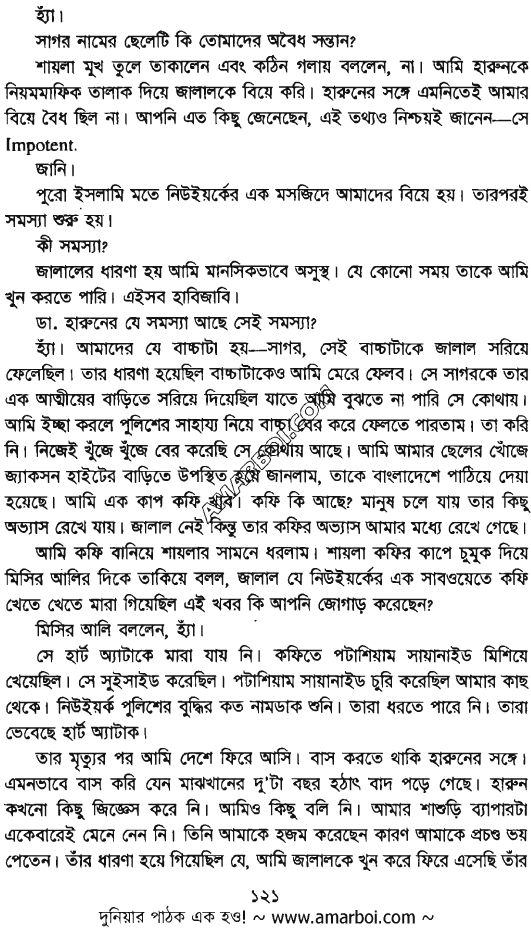 হ্যাঁ।
সাগর নামের ছেলেটি কি তোমাদের অবৈধ সন্তান?
শায়লা মুখ তুলে তাকালেন এবং কঠিন গলায় বললেন, না। আমি হারুনকে
নিয়মমাফিক তালাক দিয়ে জালালকে বিয়ে করি। হারুনের সঙ্গে এমনিতেই আমার
বিয়ে বৈধ ছিল না। আপনি এত কিছু জেনেছেন, এই তথ্যও নিশ্চয়ই জানেন—সে
Impotent.
জানি।
পুরো ইসলামি মতে নিউইয়র্কের এক মসজিদে আমাদের বিয়ে হয়। তারপরই
সমস্যা শুরু হয়।
কী সমস্যা?
জালালের ধারণা হয় আমি মানসিকভাবে অসুস্থ। যে কোনো সময় তাকে আমি
খুন করতে পারি। এইসব হাবিজাবি।
ডা. হারুনের যে সমস্যা আছে সেই সমস্যা?
হ্যাঁ। আমাদের যে বাচ্চাটা হয়—সাগর, সেই বাচ্চাটাকে জালাল সরিয়ে
ফেলেছিল। তার ধারণা হয়েছিল বাচ্চাটাকেও আমি মেরে ফেলব। সে সাগরকে তার
এক আত্মীয়ের বাড়িতে সরিয়ে দিয়েছিল যাতে আমি বুঝতে না পারি সে কোথায়।
আমি ইচ্ছা করলে পুলিশের সাহায্য নিয়ে বাচ্চা বের করে ফেলতে পারতাম। তা করি
নি। নিজেই খুঁজে খুঁজে বের করেছি সে কোথায় আছে। আমি আমার ছেলের খোঁজে
জ্যাকসন হাইটের বাড়িতে উপস্থিত হয়ে জানলাম, তাকে বাংলাদেশে পাঠিয়ে দেয়া
হয়েছে। আমি এক কাপ কফি খাব। কফি কি আছে? মানুষ চলে যায় তার কিছু
অভ্যাস রেখে যায়। জালাল নেই কিন্তু তার কফির অভ্যাস আমার মধ্যে রেখে গেছে।
আমি কফি বানিয়ে শায়লার সামনে ধরলাম। শায়লা কফির কাপে চুমুক দিয়ে
মিসির আলির দিকে তাকিয়ে বলল, জালাল যে নিউইয়র্কের এক সাবওয়েতে কফি
খেতে খেতে মারা গিয়েছিল এই খবর কি আপনি জোগাড় করেছেন?
মিসির আলি বললেন, হ্যাঁ।
সে হার্ট অ্যাটাকে মারা যায় নি। কফিতে পটাশিয়াম সায়ানাইড মিশিয়ে
খেয়েছিল। সে সুইসাইড করেছিল। পটাশিয়াম সায়ানাইড চুরি করেছিল আমার কাছ
থেকে। নিউইয়র্ক পুলিশের বুদ্ধির কত নামডাক শুনি। তারা ধরতে পারে নি। তারা
ভেবেছে হার্ট অ্যাটাক।
তার মৃত্যুর পর আমি দেশে ফিরে আসি। বাস করতে থাকি হারুনের সঙ্গে।
এমনভাবে বাস করি যেন মাঝখানের দু'টা বছর হঠাৎ বাদ পড়ে গেছে। হারুন
কখনো কিছু জিজ্ঞেস করে নি। আমিও কিছু বলি নি। আমার শাশুড়ি ব্যাপারটা
একেবারেই মেনে নেন নি। তিনি আমাকে হজম করেছেন কারণ আমাকে প্রচণ্ড ভয়
পেতেন। তাঁর ধারণা হয়ে গিয়েছিল যে, আমি জালালকে খুন করে ফিরে এসেছি তাঁর
AMARBOI.COM
১২১
দুনিয়ার পাঠক এক হও! ~ www.amarboi.com ~